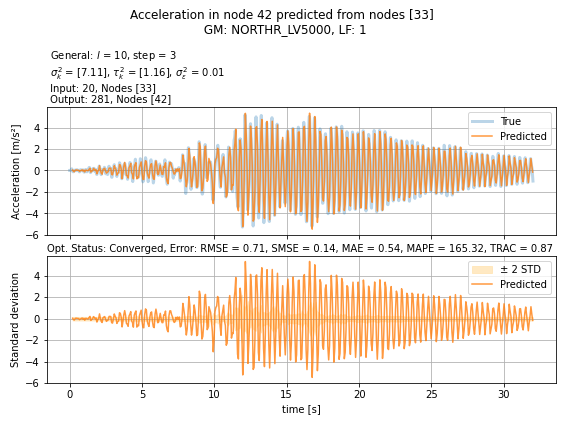 Acceleration in node 42 predicted from nodes [33]
GM: NORTHR_LV5000, LF: 1
General: l = 10, step = 3
σ²ₖ = [7.11], τ²ₖ = [1.16], σ²ε = 0.01
Input: 20, Nodes [33]
Output: 281, Nodes [42]
Acceleration [m/s²]
4
2
0
−2
−4
−6
True
Predicted
Opt. Status: Converged, Error: RMSE = 0.71, SMSE = 0.14, MAE = 0.54, MAPE = 165.32, TRAC = 0.87
Standard deviation
4
2
0
−2
−4
−6
± 2 STD
Predicted
0 5 10 15 20 25 30
time [s]